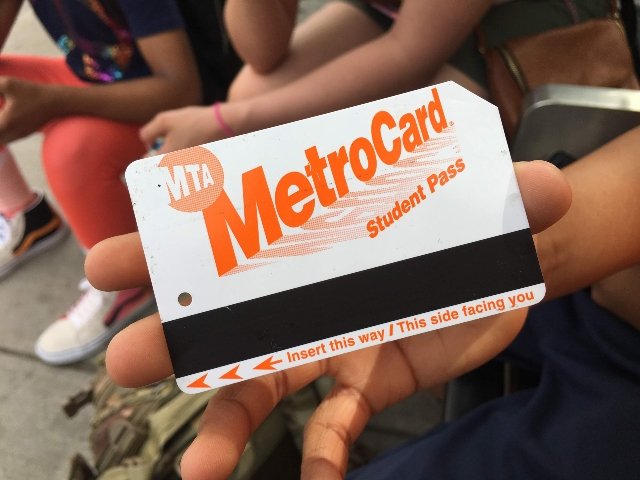 MTA
MetroCard
Student Pass
Insert this way / This side facing you